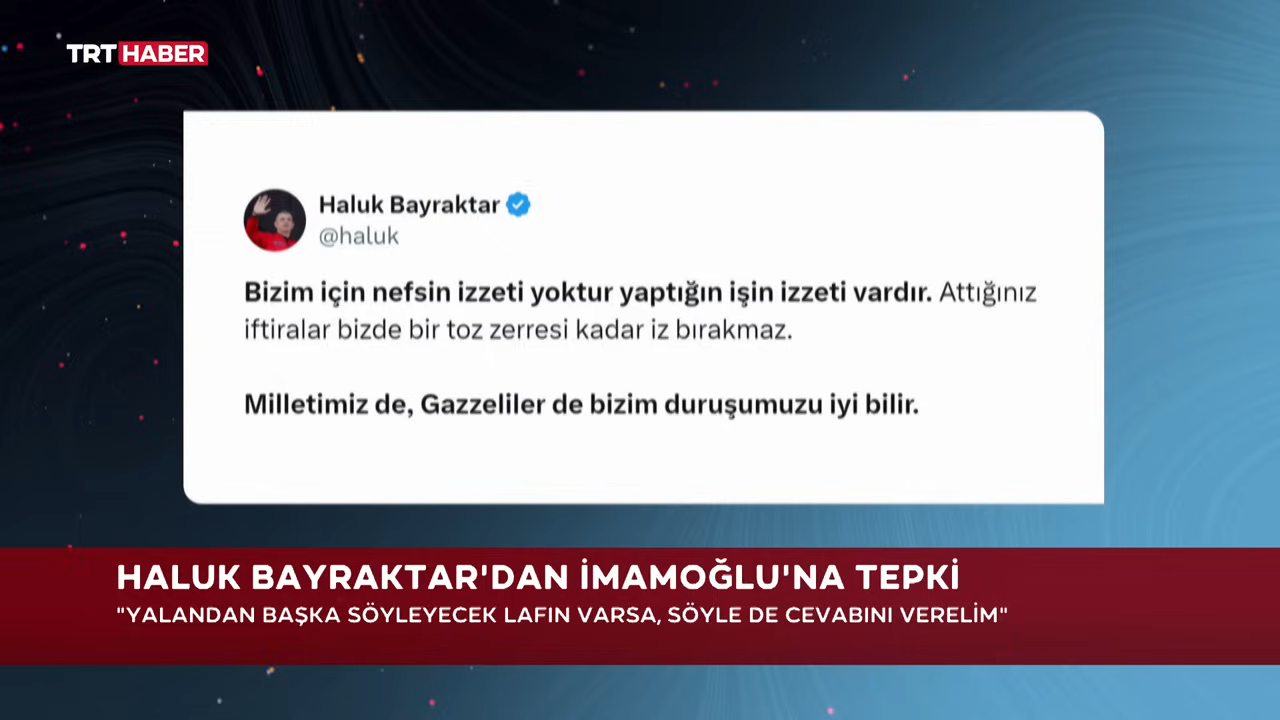 TRT HABER
Haluk Bayraktar
@haluk
Bizim için nefsin izzeti yoktur yaptığın işin izzeti vardır. Attığınız
iftiralar bizde bir toz zerresi kadar iz bırakmaz.
Milletimiz de, Gazzeliler de bizim duruşumuzu iyi bilir.
HALUK BAYRAKTAR'DAN İMAMOĞLU'NA TEPKİ
"YALANDAN BAŞKA SÖYLEYECEK LAFIN VARSA, SÖYLE DE CEVABINI VERELİM"